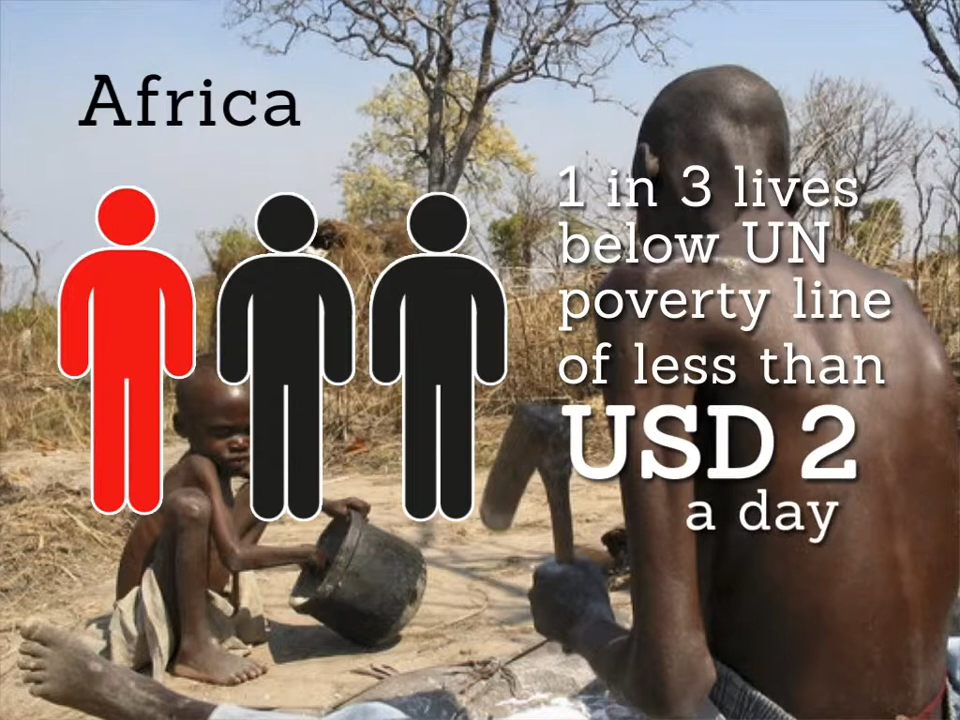 Africa
1 in 3 lives
below UN
poverty line
of less than
USD 2
a day